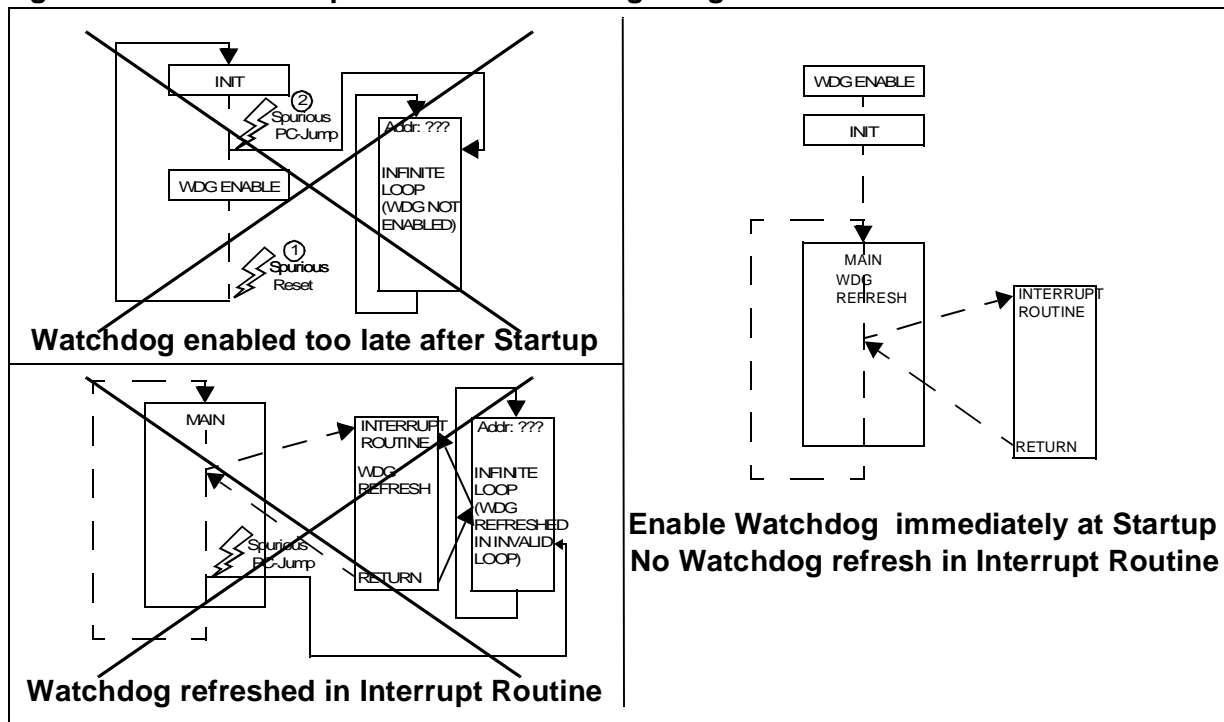 INIT
2
Spurious
PC-Jump
Addr: ???
INFINITE
LOOP
(WDG NOT
ENABLED)
WDG ENABLE
1
Spurious
Reset
Watchdog enabled too late after Startup
MAIN
INTERRUPT
ROUTINE
WDG
REFRESH
RETURN
Spurious
PC-Jump
Addr: ???
INFINITE
LOOP
(WDG
REFRESHED
IN INVALID
LOOP)
Watchdog refreshed in Interrupt Routine
WDG ENABLE
INIT
MAIN
WDG
REFRESH
INTERRUPT
ROUTINE
RETURN
Enable Watchdog immediately at Startup
No Watchdog refresh in Interrupt Routine